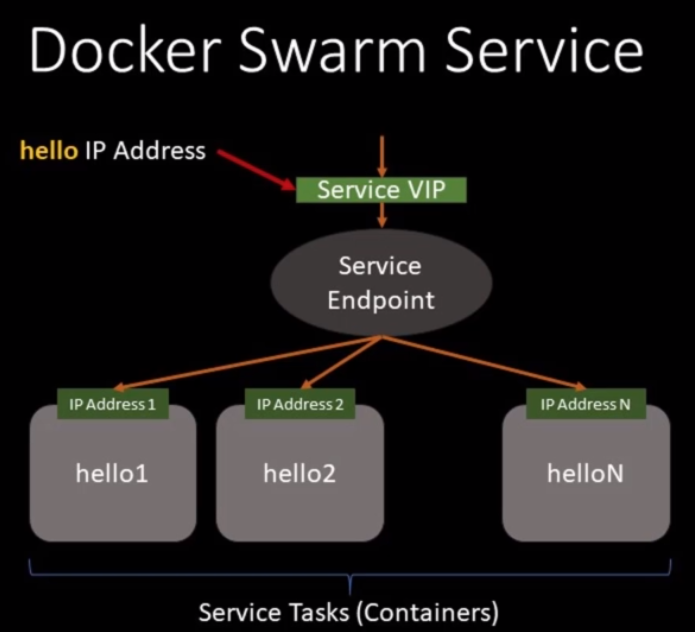 Docker Swarm Service
hello IP Address
Service VIP
Service
Endpoint
IP Address 1
IP Address 2
IP Address N
hello1
hello2
helloN
Service Tasks (Containers)